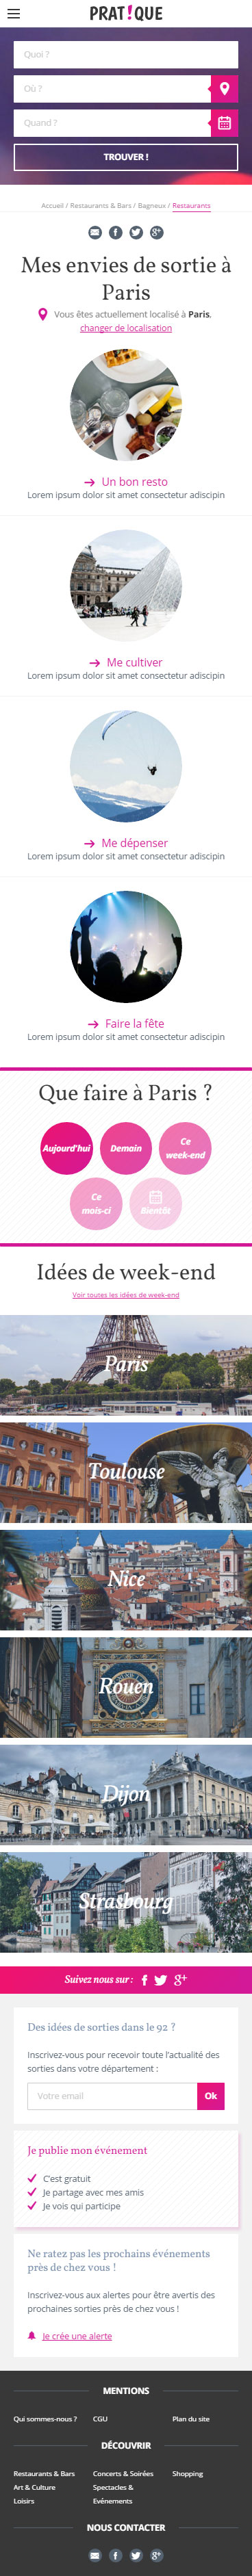 PRAT!QUE
Quoi ?
Où ?
Quand ?
TROUVER !
Accueil / Restaurants & Bars / Bagneux / Restaurants
Mes envies de sortie à
Paris
Vous êtes actuellement localisé à Paris,
changer de localisation
Un bon resto
Lorem ipsum dolor sit amet consectetur adiscipin
Me cultiver
Lorem ipsum dolor sit amet consectetur adiscipin
Me dépenser
Lorem ipsum dolor sit amet consectetur adiscipin
Faire la fête
Lorem ipsum dolor sit amet consectetur adiscipin
Que faire à Paris ?
Aujourd'hui
Demain
Ce
week-end
Ce
mois-ci
Bientôt
Idées de week-end
Voir toutes les idées de week-end
Paris
Toulouse
Nice
Rouen
Dijon
Strasbourg
Suivez nous sur :
Des idées de sorties dans le 92 ?
Inscrivez-vous pour recevoir toute l'actualité des
sorties dans votre département :
Votre email
Ok
Je publie mon événement
C'est gratuit
Je partage avec mes amis
Je vois qui participe
Ne ratez pas les prochains événements
près de chez vous !
Inscrivez-vous aux alertes pour être avertis des
prochaines sorties près de chez vous !
Je crée une alerte
MENTIONS
Qui sommes-nous ? CGU Plan du site
DÉCOUVRIR
Restaurants & Bars Concerts & Soirées Shopping
Art & Culture Spectacles &
Loisirs Evénements
NOUS CONTACTER